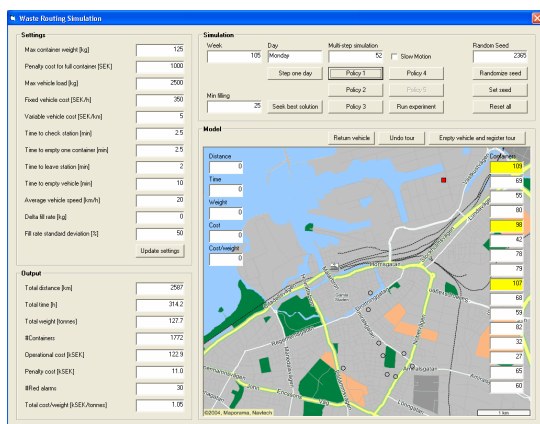 Waste Routing Simulation
Settings
Max container weight [kg] 125
Penalty cost for full container [SEK] 1000
Max vehicle load [kg] 2500
Fixed vehicle cost [SEK/h] 350
Variable vehicle cost [SEK/km] 5
Time to check station [min] 2.5
Time to empty one container [min] 2.5
Time to leave station [min] 2
Time to empty vehicle [min] 10
Average vehicle speed [km/h] 20
Delta fill rate [kg] 0
Fill rate standard deviation [%] 50
Update settings
Output
Total distance [km] 2587
Total time [h] 314.2
Total weight [tonnes] 127.7
#Containers 1772
Operational cost [kSEK] 122.9
Penalty cost [kSEK] 11.0
#Red alarms 30
Total cost/weight [kSEK/tonnes] 1.05
Simulation
Week Day Multi-step simulation Random Seed
105 Monday 52 Slow Motion 2365
Step one day Policy 1 Policy 4 Randomize seed
Min filling Policy 2 Policy 5 Set seed
25 Seek best solution Policy 3 Run experiment Reset all
Model
Return vehicle Undo tour Empty vehicle and register tour
Distance
0
Time
0
Weight
0
Cost
0
Cost/weight
0
Containers
109
69
55
80
98
42
78
79
107
68
59
82
32
27
65
60
Hornsgatan
Amiralsgatan
John Ericssons väg
Lönngatan
©2004, Maporama, Navtech
1 km